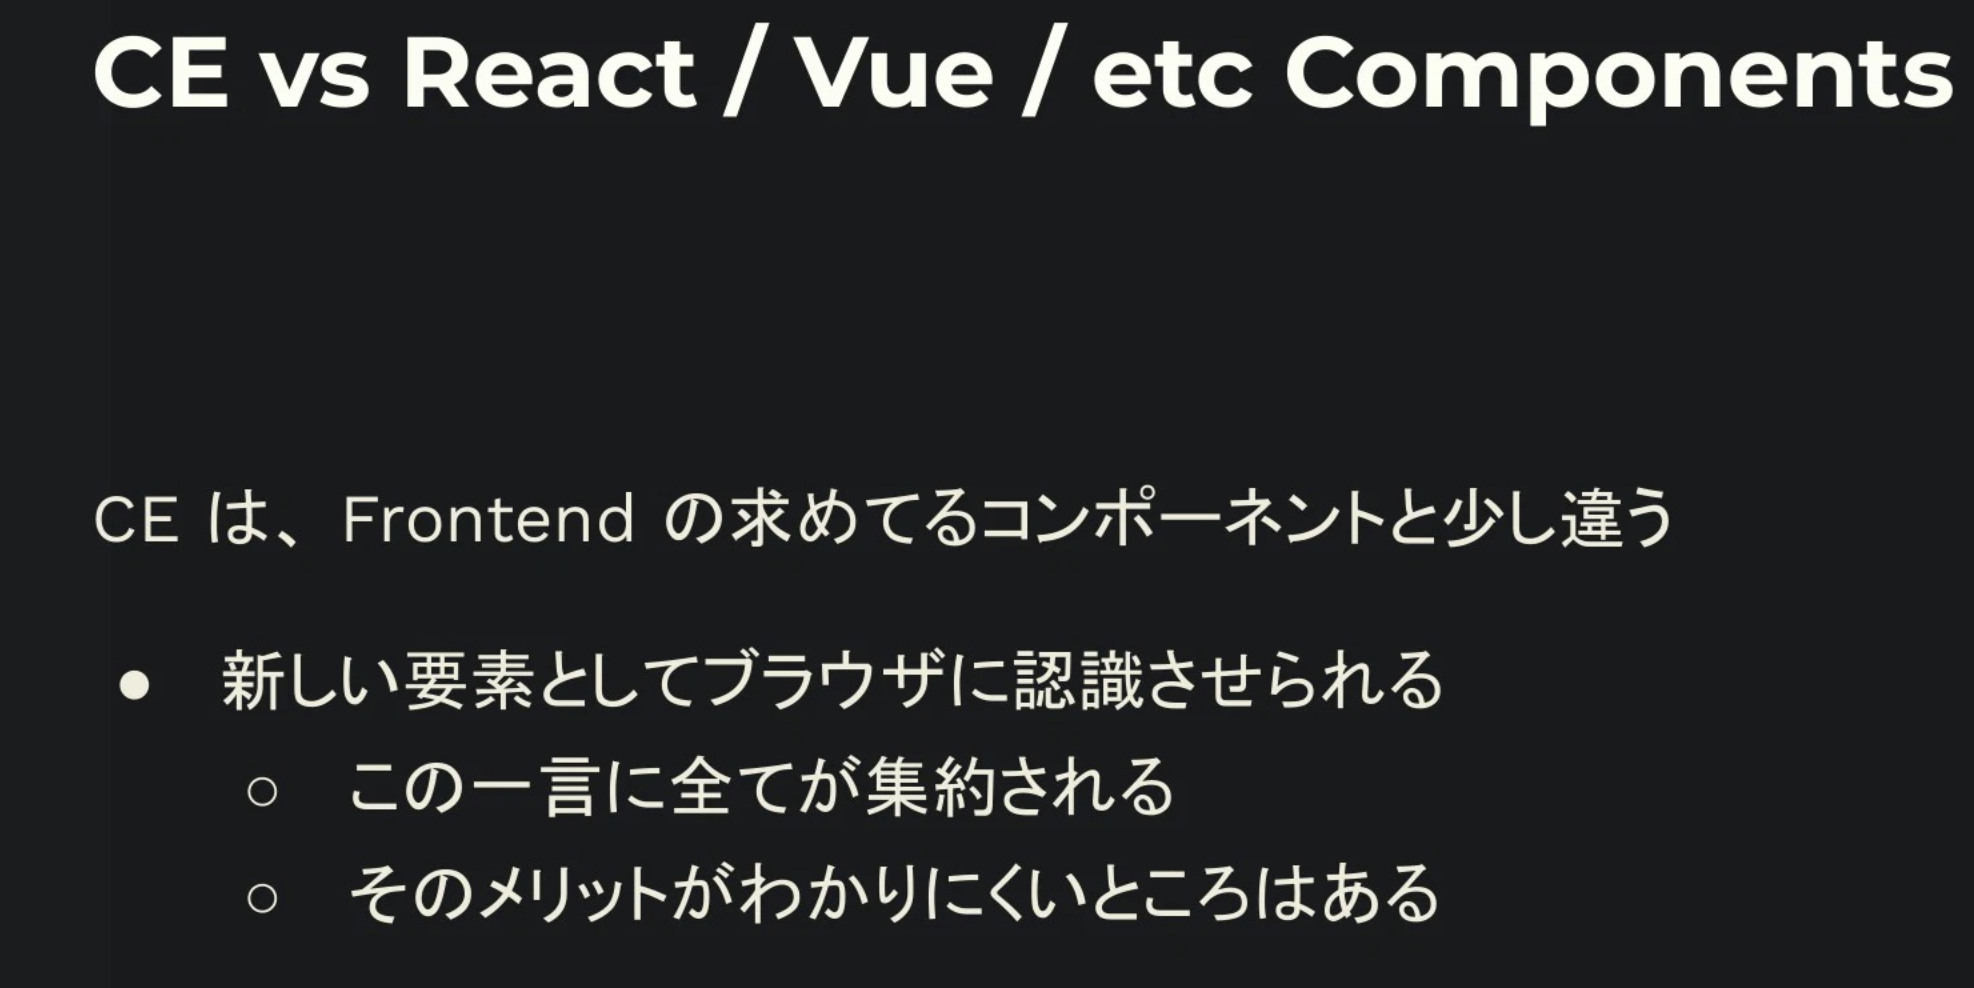 CE vs React / Vue / etc Components
CE は、Frontend の求めてるコンポーネントと少し違う
● 新しい要素としてブラウザに認識させられる
○ この一言に全てが集約される
○ そのメリットがわかりにくいところはある